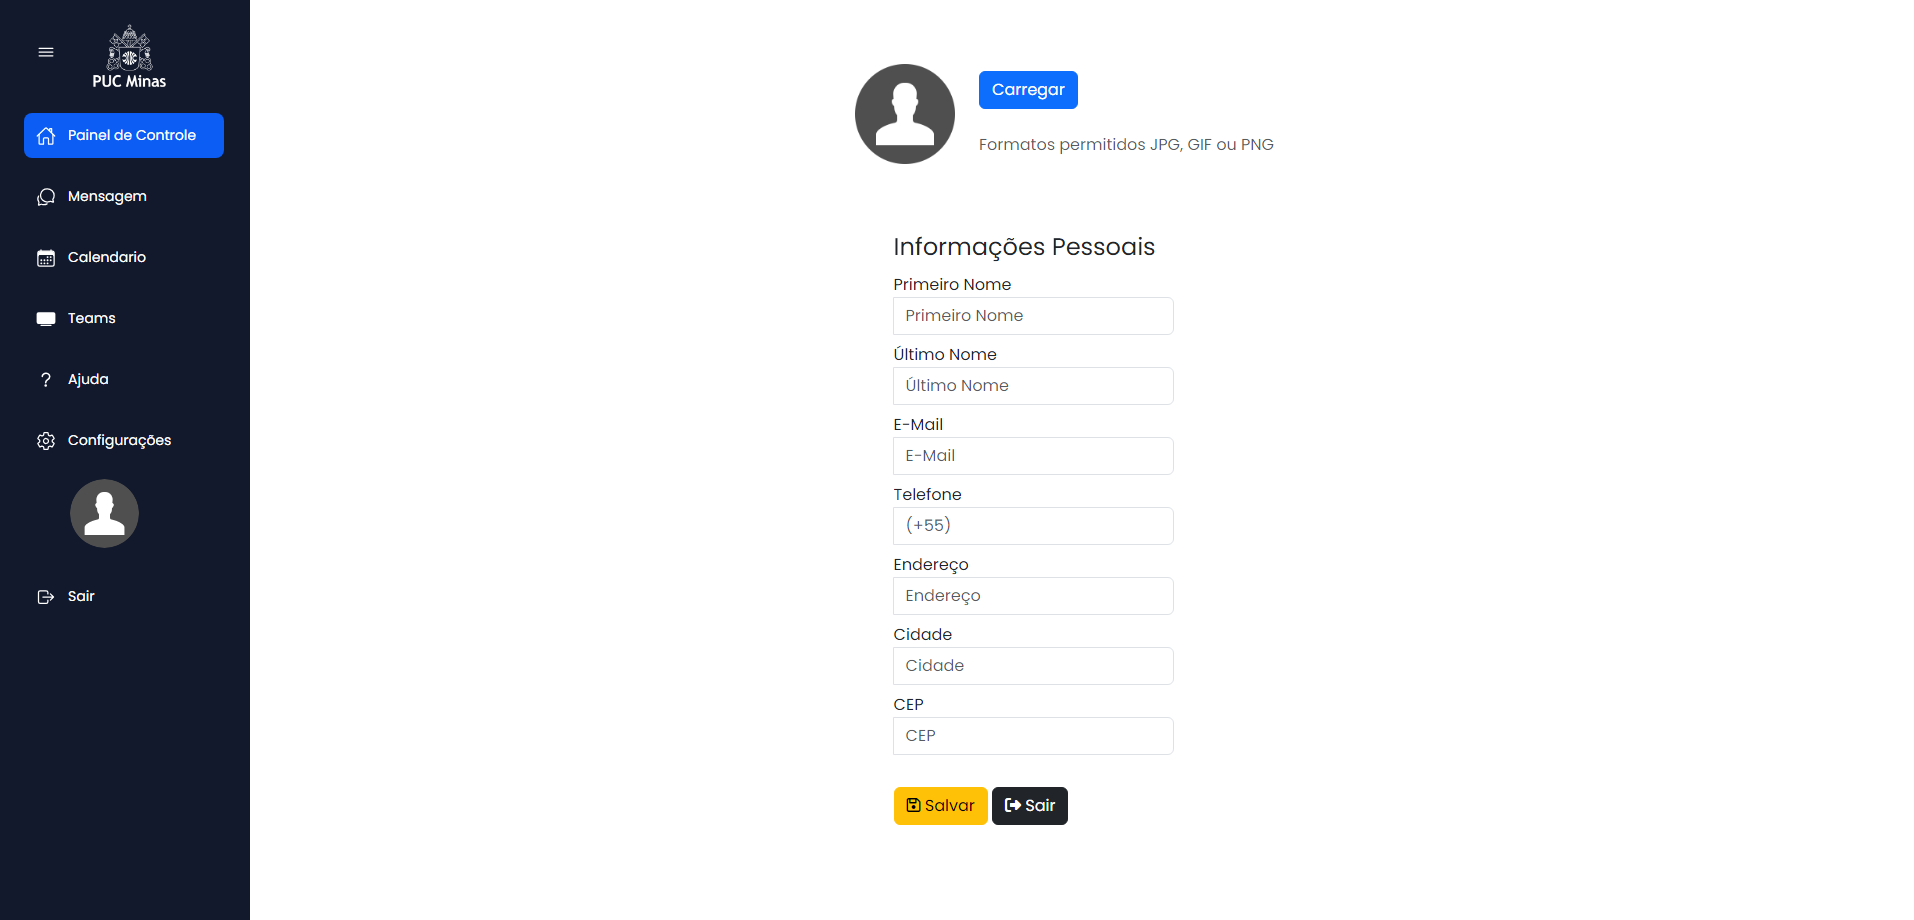 PUC Minas
Painel de Controle
Mensagem
Calendario
Teams
Ajuda
Configurações
Sair
Carregar
Formatos permitidos JPG, GIF ou PNG
Informações Pessoais
Primeiro Nome
Primeiro Nome
Último Nome
Último Nome
E-Mail
E-Mail
Telefone
(+55)
Endereço
Endereço
Cidade
Cidade
CEP
CEP
Salvar Sair